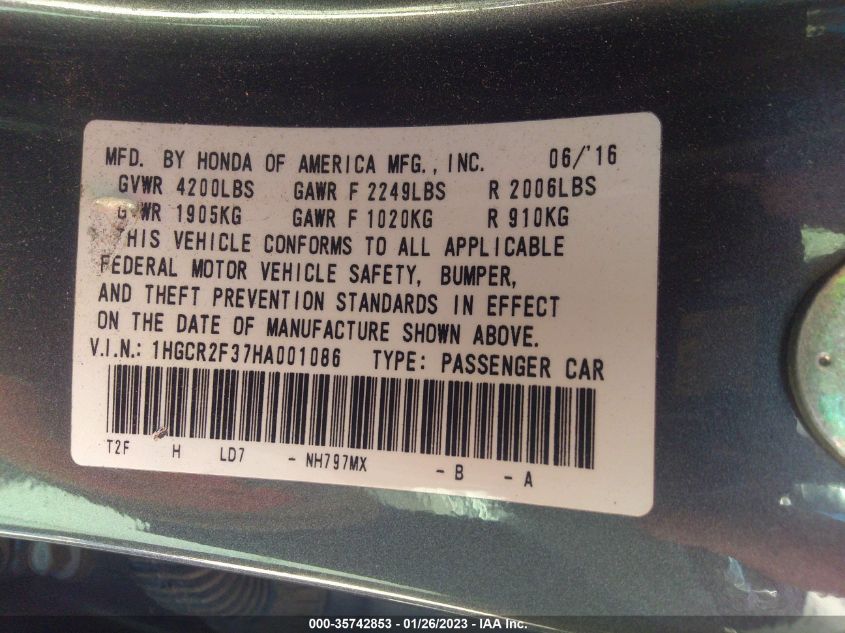 MFD. BY HONDA OF AMERICA MFG., INC. 06/'16
GVWR 4200LBS GAWR F 2249LBS R 2006LBS
GVWR 1905KG GAWR F 1020KG R 910KG
THIS VEHICLE CONFORMS TO ALL APPLICABLE
FEDERAL MOTOR VEHICLE SAFETY, BUMPER,
AND THEFT PREVENTION STANDARDS IN EFFECT
ON THE DATE OF MANUFACTURE SHOWN ABOVE.
V.I.N.: 1HGCR2F37HA001086 TYPE: PASSENGER CAR
T2F H LD7 - NH797MX - B - A
000-35742853 - 01/26/2023 - IAA Inc.